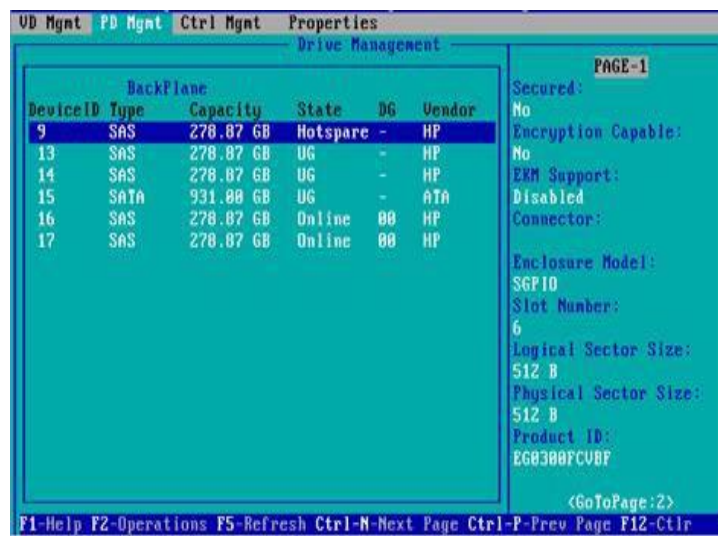 VD Mgmt PD Mgmt Ctrl Mgmt Properties
Drive Management
BackPlane
DeviceID Type Capacity State DG Vendor
9 SAS 278.87 GB Hotspare - HP
13 SAS 278.87 GB UG - HP
14 SAS 278.87 GB UG - HP
15 SATA 931.00 GB UG - ATA
16 SAS 278.87 GB Online 00 HP
17 SAS 278.87 GB Online 00 HP
PAGE-1
Secured:
No
Encryption Capable:
No
EKM Support:
Disabled
Connector:
Enclosure Model:
SGPIO
Slot Number:
6
Logical Sector Size:
512 B
Physical Sector Size:
512 B
Product ID:
EG0300FCVBF
<GoToPage:2>
F1-Help F2-Operations F5-Refresh Ctrl-N-Next Page Ctrl-P-Prev Page F12-Ctlr